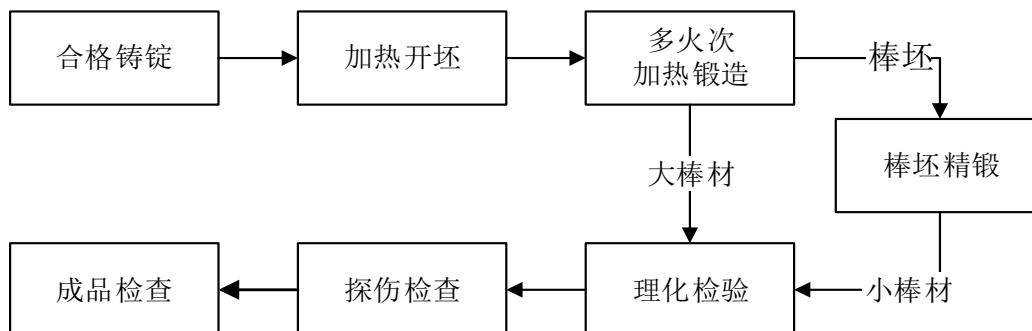 合格铸锭
加热开坯
多火次
加热锻造
棒坯
棒坯精锻
大棒材
成品检查
探伤检查
理化检验
小棒材